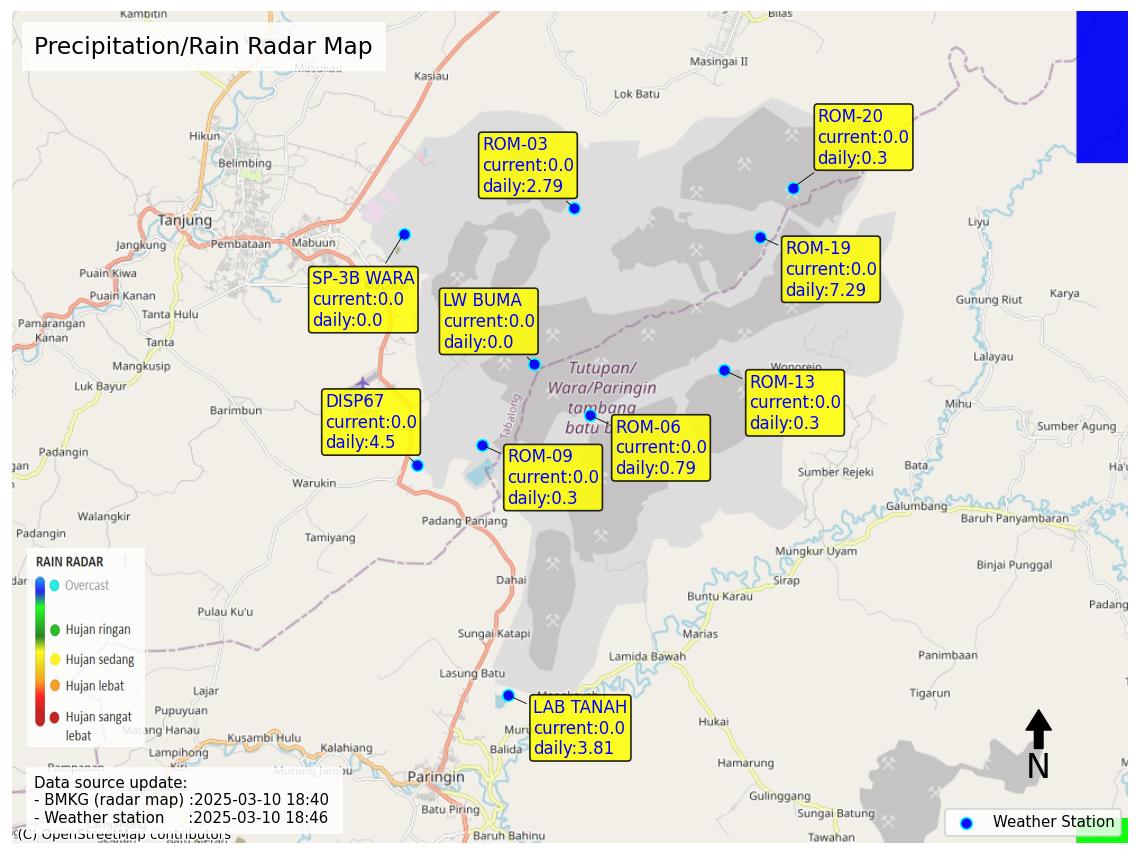 Precipitation/Rain Radar Map
Kambitin
Bilas
Masingai II
Kasiau
Lok Batu
Hikun
Belimbing
ROM-03
current:0.0
daily:2.79
ROM-20
current:0.0
daily:0.3
Tanjung
Jangkung
Pembataan
Mabuun
Liyu
Puain Kiwa
Puain Kanan
Tanta Hulu
SP-3B WARA
current:0.0
daily:0.0
LW BUMA
current:0.0
daily:0.0
ROM-19
current:0.0
daily:7.29
Gunung Riut
Karya
Pamarangan
Kanan
Tanta
Mangkusip
Luk Bayur
Lalayau
Tutupan/
Wara/Paringin
tambang
batu b
Wonorejo
ROM-13
current:0.0
daily:0.3
Barimbun
DISP67
current:0.0
daily:4.5
Tabalong
ROM-06
current:0.0
daily:0.79
ROM-09
current:0.0
daily:0.3
Mihu
Sumber Agung
Padangin
Warukin
Sumber Rejeki
Bata
Galumbang
Baruh Panyambaran
Walangkir
Padangin
Tamiyang
Padang Panjang
Mungkur Uyam
Binjai Punggal
Dahai
Sirap
Buntu Karau
Padang
Pulau Ku'u
Sungai Katapi
Marias
Lamida Bawah
Panimbaan
Lasung Batu
Tigarun
Lajar
Pupuyuan
Hukai
RAIN RADAR
Overcast
Hujan ringan
Hujan sedang
Hujan lebat
Hujan sangat
lebat
LAB TANAH
current:0.0
daily:3.81
Matang Hanau
Kusambi Hulu
Lampihong
Kalahiang
Murung Jambu
Balida
Hamarung
Paringin
Gulinggang
Batu Piring
Sungai Batung
Baruh Bahinu
Tawahan
N
Data source update:
- BMKG (radar map) :2025-03-10 18:40
- Weather station :2025-03-10 18:46
(C) OpenStreetMap contributors
Weather Station